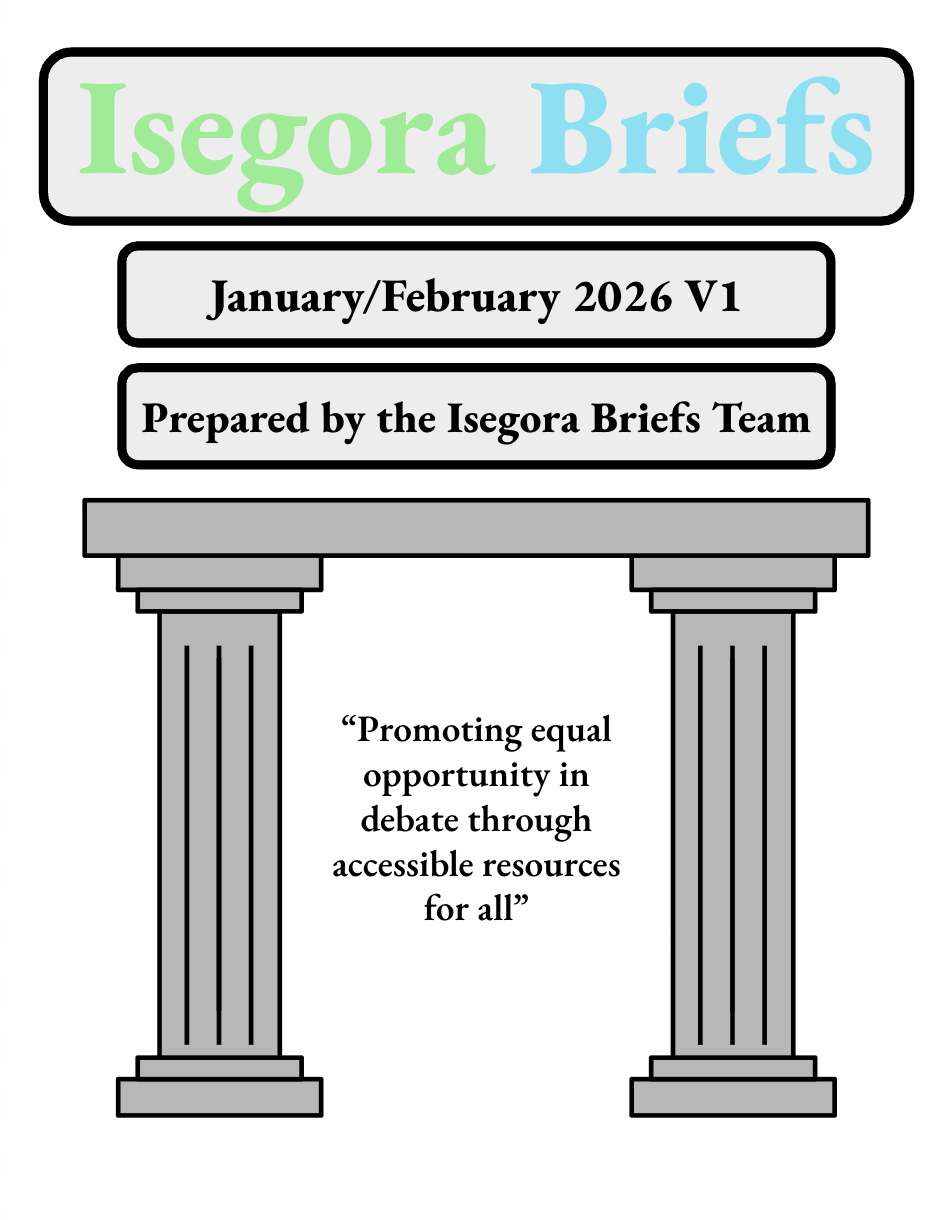 Isegora Briefs
January/February 2026 V1
Prepared by the Isegora Briefs Team
“Promoting equal
opportunity in
debate through
accessible resources
for all”